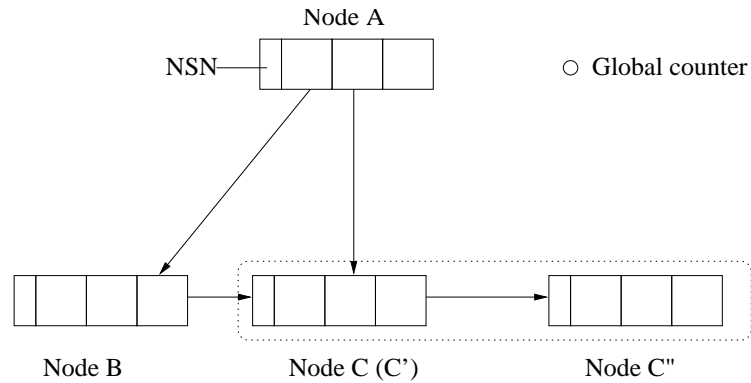 Node A
NSN
Global counter
Node B
Node C (C')
Node C"